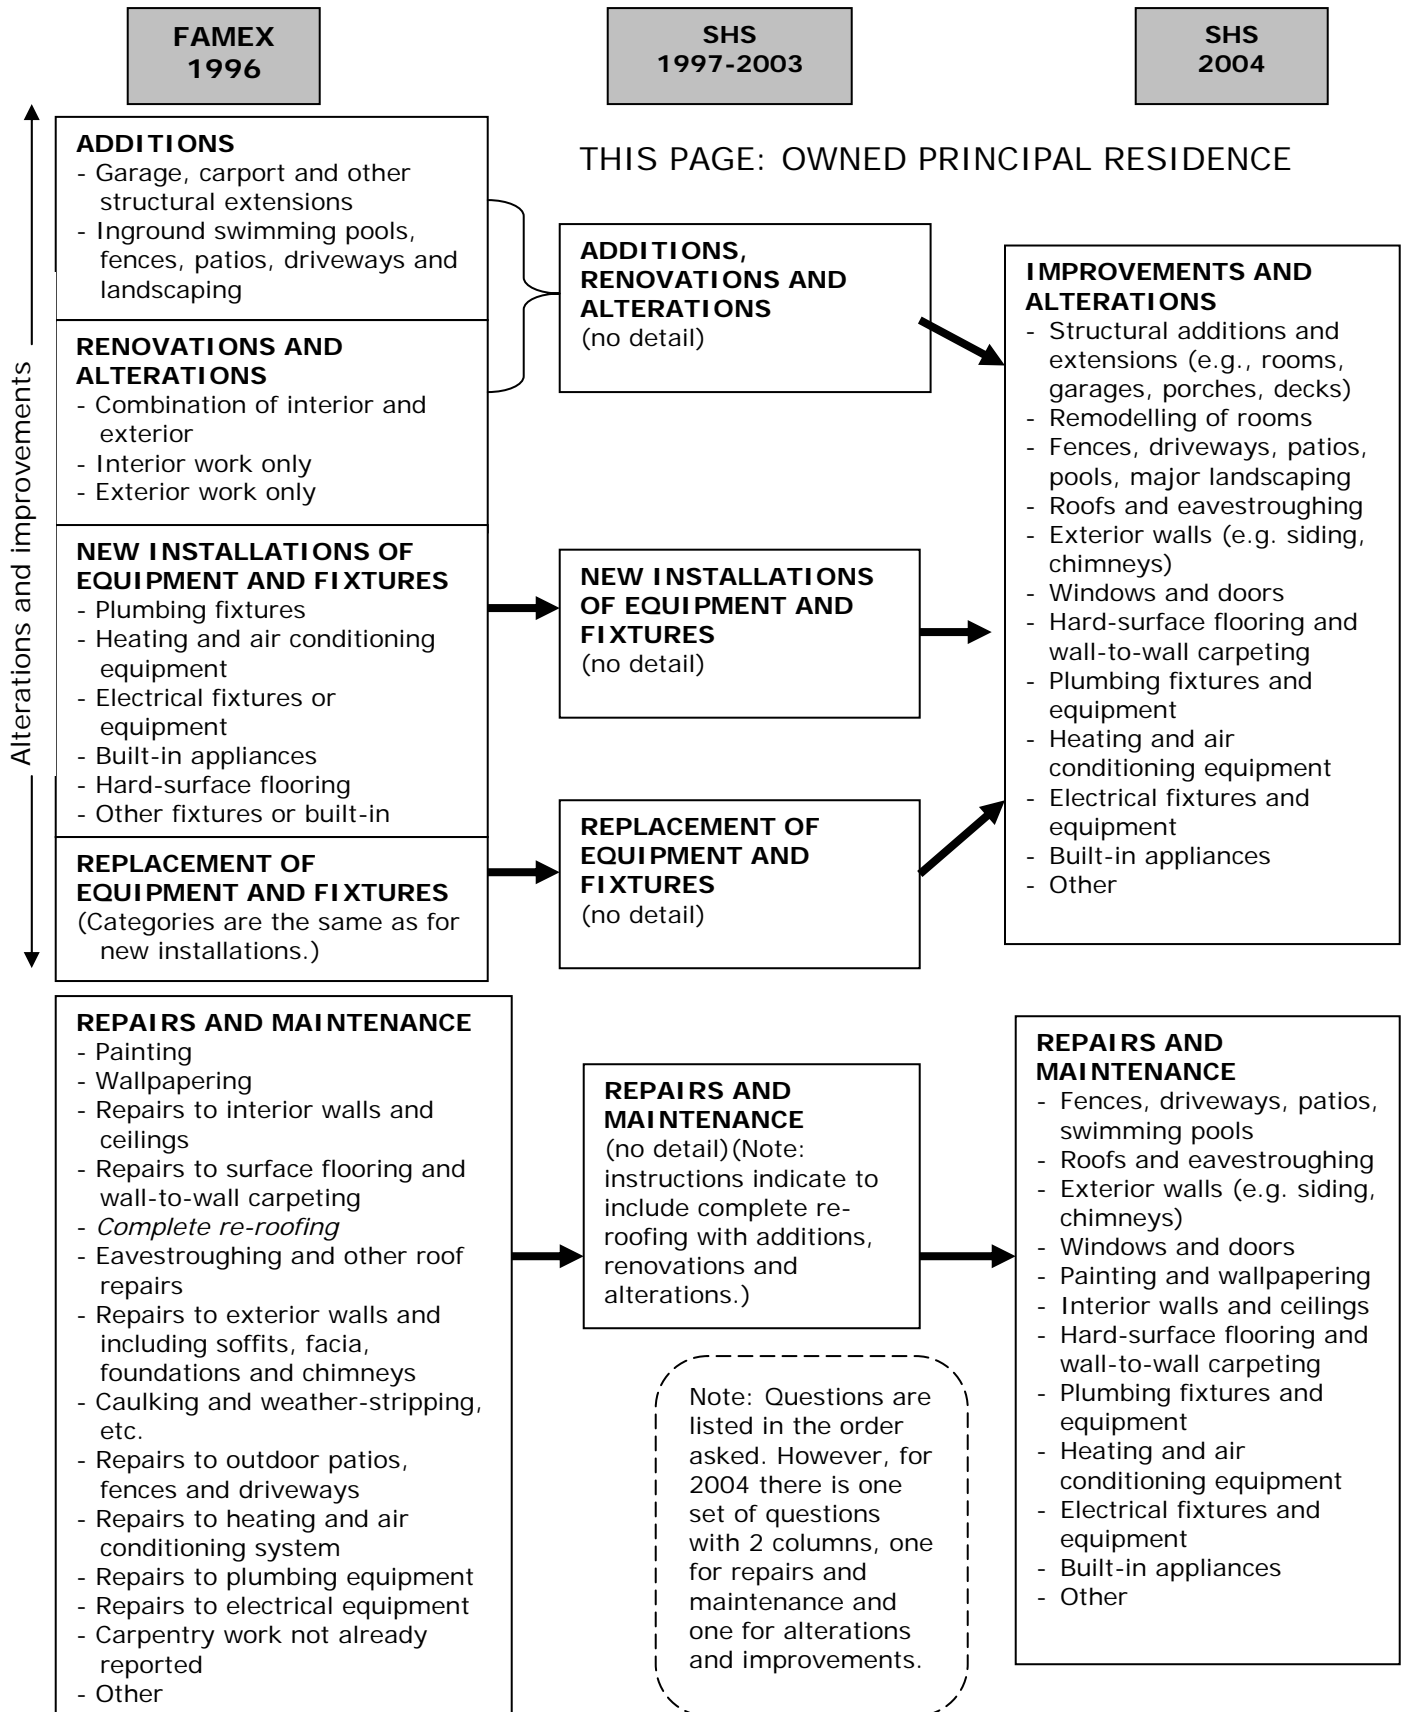 FAMEX
1996
SHS
1997-2003
SHS
2004
THIS PAGE: OWNED PRINCIPAL RESIDENCE
Alterations and improvements
ADDITIONS
- Garage, carport and other
structural extensions
- Inground swimming pools,
fences, patios, driveways and
landscaping
RENOVATIONS AND
ALTERATIONS
- Combination of interior and
exterior
- Interior work only
- Exterior work only
NEW INSTALLATIONS OF
EQUIPMENT AND FIXTURES
- Plumbing fixtures
- Heating and air conditioning
equipment
- Electrical fixtures or
equipment
- Built-in appliances
- Hard-surface flooring
- Other fixtures or built-in
REPLACEMENT OF
EQUIPMENT AND FIXTURES
(Categories are the same as for
new installations.)
ADDITIONS,
RENOVATIONS AND
ALTERATIONS
(no detail)
NEW INSTALLATIONS
OF EQUIPMENT AND
FIXTURES
(no detail)
REPLACEMENT OF
EQUIPMENT AND
FIXTURES
(no detail)
IMPROVEMENTS AND
ALTERATIONS
- Structural additions and
extensions (e.g., rooms,
garages, porches, decks)
- Remodelling of rooms
- Fences, driveways, patios,
pools, major landscaping
- Roofs and eavestroughing
- Exterior walls (e.g. siding,
chimneys)
- Windows and doors
- Hard-surface flooring and
wall-to-wall carpeting
- Plumbing fixtures and
equipment
- Heating and air
conditioning equipment
- Electrical fixtures and
equipment
- Built-in appliances
- Other
REPAIRS AND MAINTENANCE
- Painting
- Wallpapering
- Repairs to interior walls and
ceilings
- Repairs to surface flooring and
wall-to-wall carpeting
- Complete re-roofing
- Eavestroughing and other roof
repairs
- Repairs to exterior walls and
including soffits, facia,
foundations and chimneys
- Caulking and weather-stripping,
etc.
- Repairs to outdoor patios,
fences and driveways
- Repairs to heating and air
conditioning system
- Repairs to plumbing equipment
- Repairs to electrical equipment
- Carpentry work not already
reported
- Other
REPAIRS AND
MAINTENANCE
(no detail)(Note:
instructions indicate to
include complete re-
roofing with additions,
renovations and
alterations.)
Note: Questions are
listed in the order
asked. However, for
2004 there is one
set of questions
with 2 columns, one
for repairs and
maintenance and
one for alterations
and improvements.
REPAIRS AND
MAINTENANCE
- Fences, driveways, patios,
swimming pools
- Roofs and eavestroughing
- Exterior walls (e.g. siding,
chimneys)
- Windows and doors
- Painting and wallpapering
- Interior walls and ceilings
- Hard-surface flooring and
wall-to-wall carpeting
- Plumbing fixtures and
equipment
- Heating and air
conditioning equipment
- Electrical fixtures and
equipment
- Built-in appliances
- Other